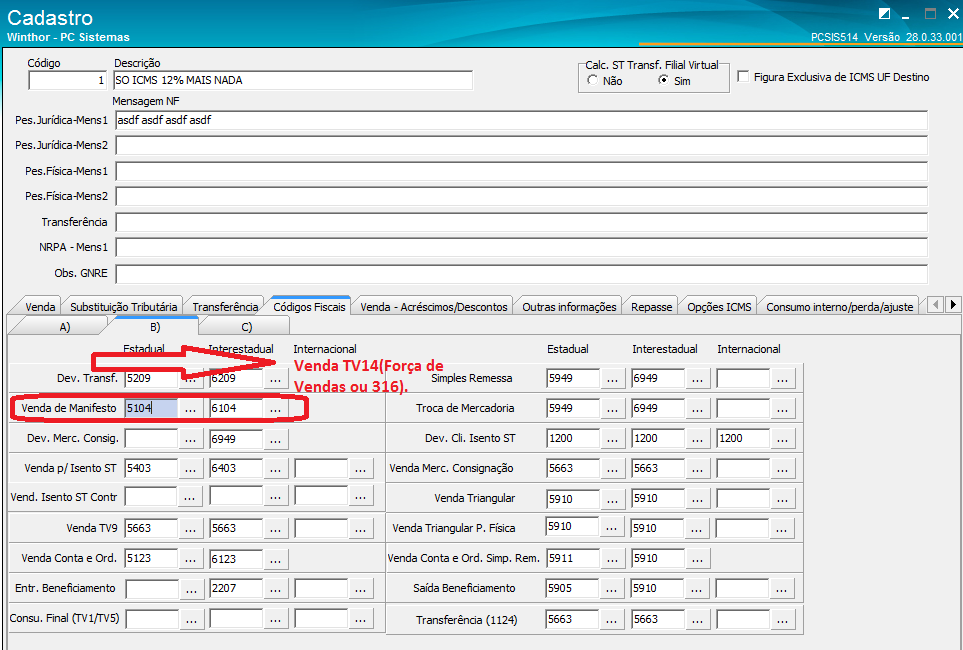 Cadastro
Winthor - PC Sistemas
PCSIS514 Versão 28.0.33.001
Código Descrição
1 SO ICMS 12% MAIS NADA
Calc. ST Transf. Filial Virtual
Não Sim
Figura Exclusiva de ICMS UF Destino
Mensagem NF
Pes.Jurídica-Mens1 asdf asdf asdf asdf
Pes.Jurídica-Mens2
Pes.Física-Mens1
Pes.Física-Mens2
Transferência
NRPA - Mens1
Obs. GNRE
Venda Substituição Tributária Transferência Códigos Fiscais Venda - Acréscimos/Descontos Outras informações Repasse Opções ICMS Consumo interno/perda/ajuste
A) B) C)
Estadual Interestadual Internacional Estadual Interestadual Internacional
Venda TV14(Força de
Vendas ou 316).
Dev. Transf. 5209 ... 6209 ... Simples Remessa 5949 ... 6949 ... ...
Venda de Manifesto 5104 ... 6104 ... Troca de Mercadoria 5949 ... 6949 ... ...
Dev. Merc. Consig. ... 6949 ... Dev. Cli. Isento ST 1200 ... 1200 ... 1200 ...
Venda p/ Isento ST 5403 ... 6403 ... ... Venda Merc. Consignação 5663 ... 5663 ... ...
Vend. Isento ST Contr ... ... ... Venda Triangular 5910 ... 5910 ... ...
Venda TV9 5663 ... 5663 ... ... Venda Triangular P. Física 5910 ... 5910 ... ...
Venda Conta e Ord. 5123 ... 6123 ... Venda Conta e Ord. Simp. Rem. 5911 ... 5910 ...
Entr. Beneficiamento ... 2207 ... ... Saída Beneficiamento 5905 ... 5910 ... ...
Consu. Final (TV1/TV5) ... ... ... Transferência (1124) 5663 ... 5663 ... ...